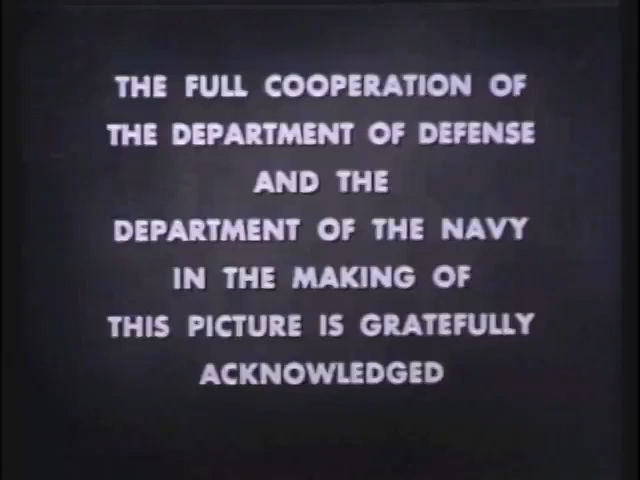 THE FULL COOPERATION OF
THE DEPARTMENT OF DEFENSE
AND THE
DEPARTMENT OF THE NAVY
IN THE MAKING OF
THIS PICTURE IS GRATEFULLY
ACKNOWLEDGED